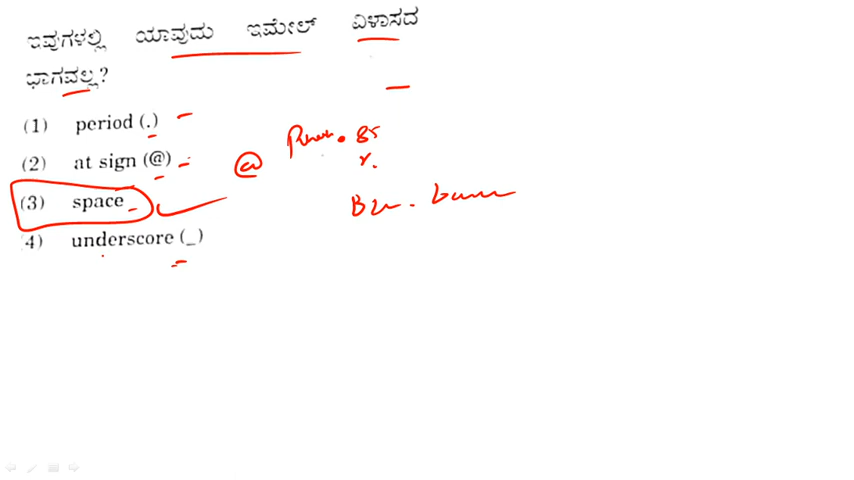 ಇವುಗಳಲ್ಲಿ ಯಾವುದು ಇಮೇಲ್ ವಿಳಾಸದ
ಭಾಗವಲ್ಲ?
(1) period (.)
(2) at sign (@)
@
(3) space
4) underscore (_)